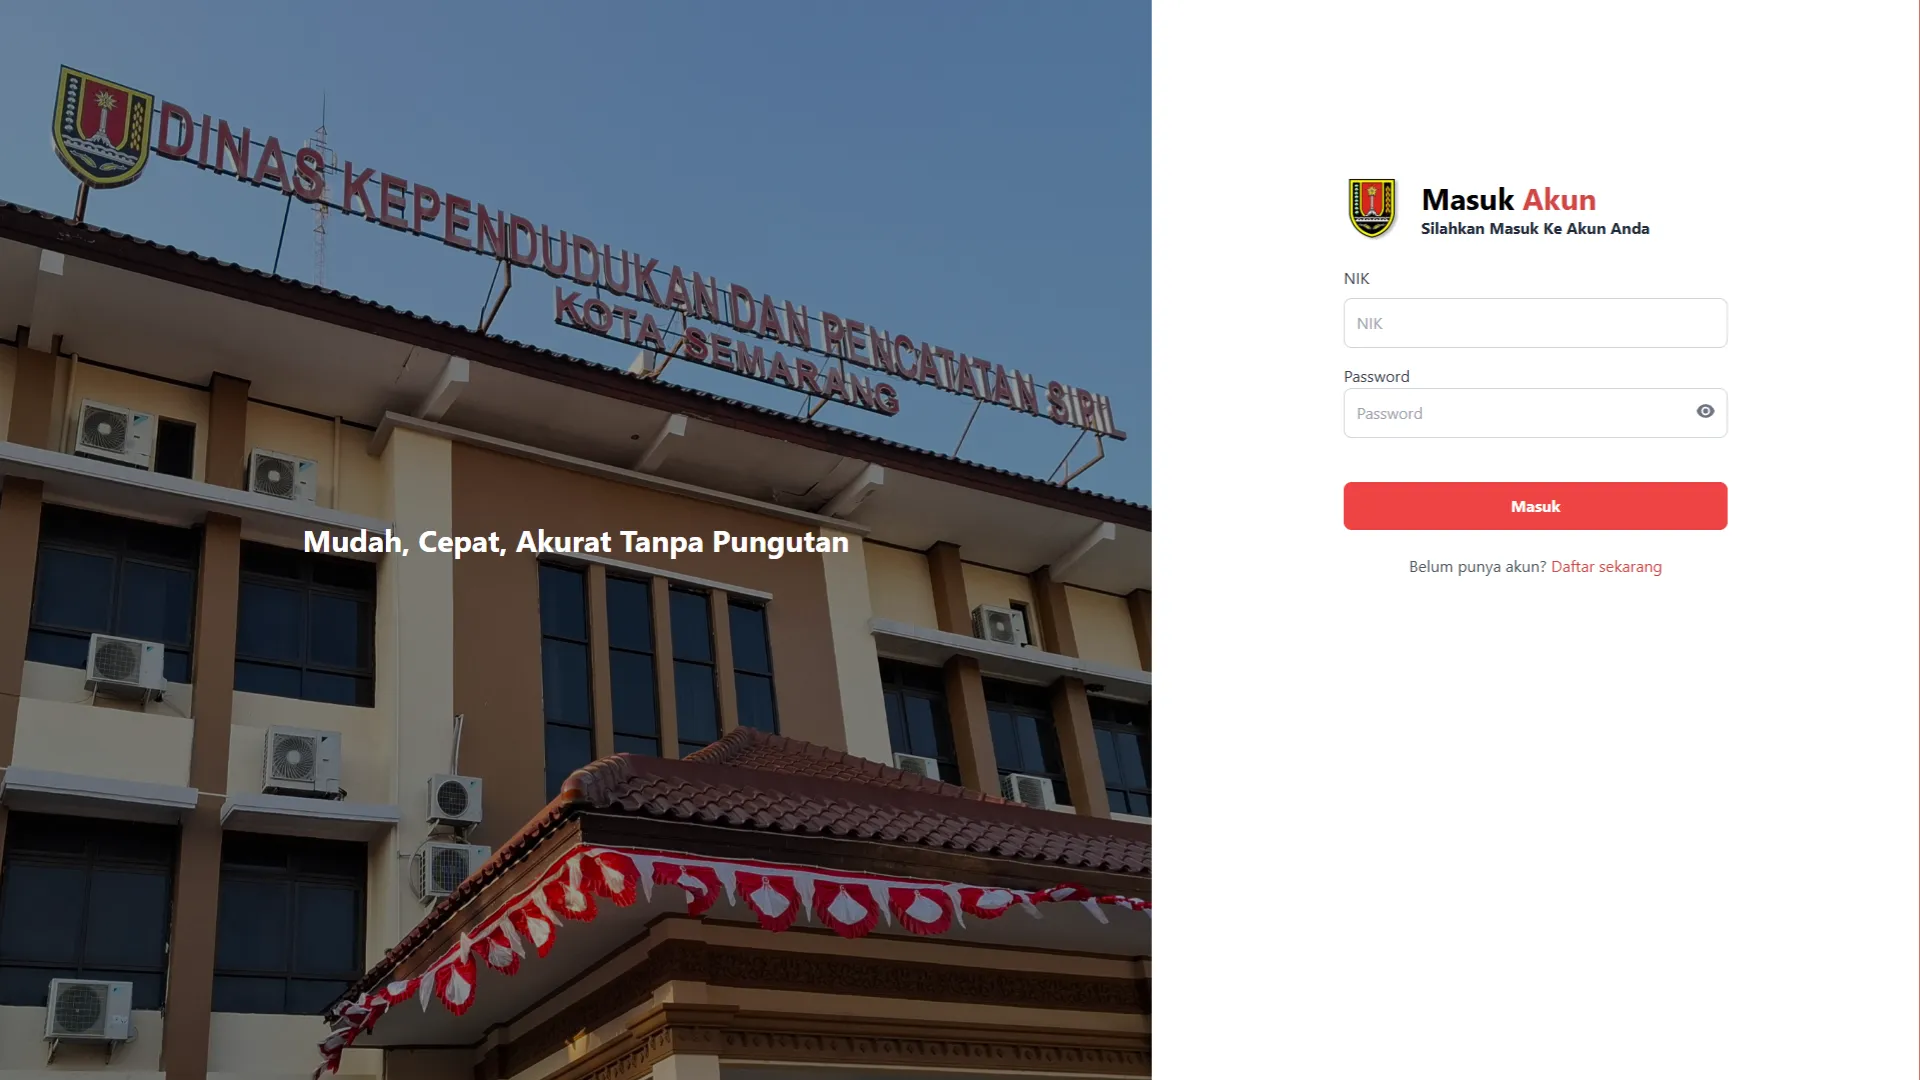 DINAS KEPENDUDUKAN DAN PENCATATAN SIPIL
KOTA SEMARANG
Mudah, Cepat, Akurat Tanpa Pungutan
Masuk Akun
Silahkan Masuk Ke Akun Anda
NIK
NIK
Password
Password
Masuk
Belum punya akun? Daftar sekarang